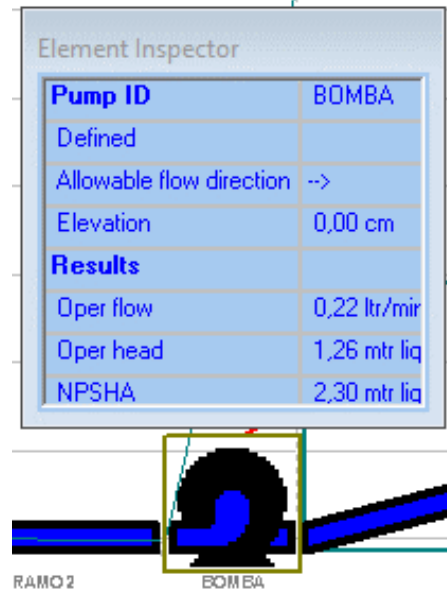 Element Inspector
Pump ID BOMBA
Defined
Allowable flow direction -->
Elevation 0,00 cm
Results
Oper flow 0,22 ltr/min
Oper head 1,26 mtr liq
NPSHA 2,30 mtr liq
RAMO2 BOMBA